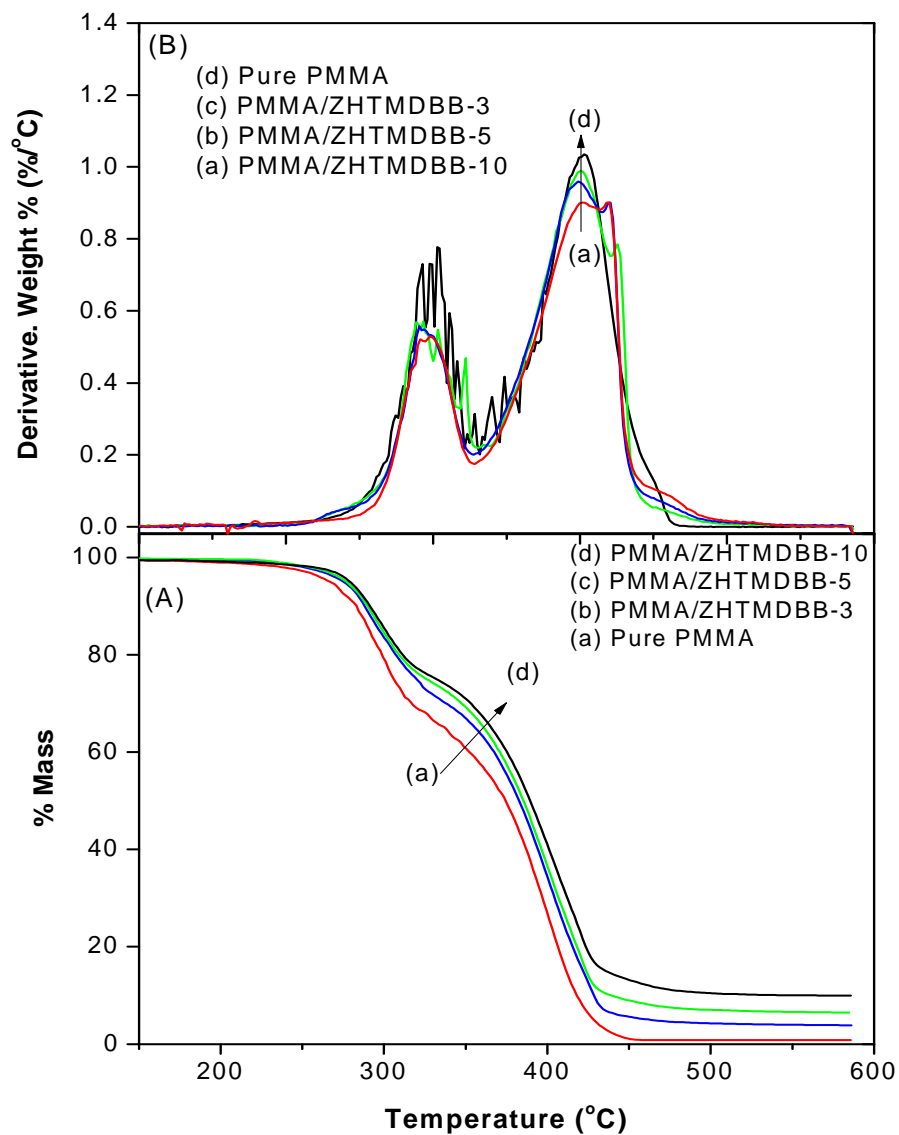 1.4
1.2
1.0
0.8
0.6
0.4
0.2
0.0
Derivative. Weight % (%/°C)
(B)
(d) Pure PMMA
(c) PMMA/ZHTMDBB-3
(b) PMMA/ZHTMDBB-5
(a) PMMA/ZHTMDBB-10
(d)
(a)
100
80
60
40
20
0
% Mass
(A)
(d) PMMA/ZHTMDBB-10
(c) PMMA/ZHTMDBB-5
(b) PMMA/ZHTMDBB-3
(a) Pure PMMA
(d)
(a)
200 300 400 500 600
Temperature (°C)